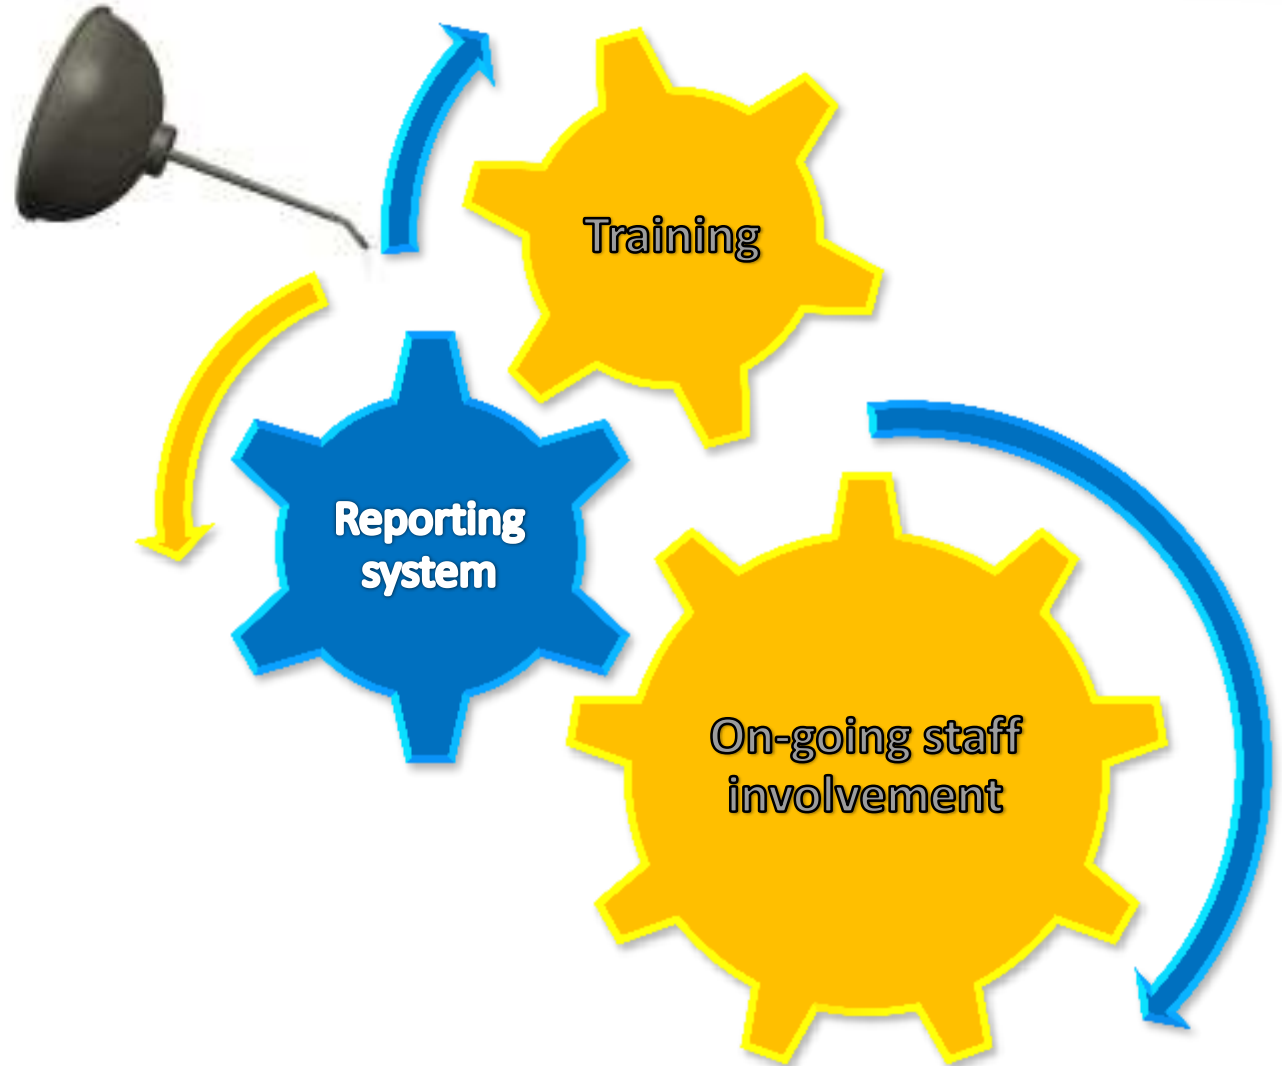 Training
Reporting
system
On-going staff
involvement